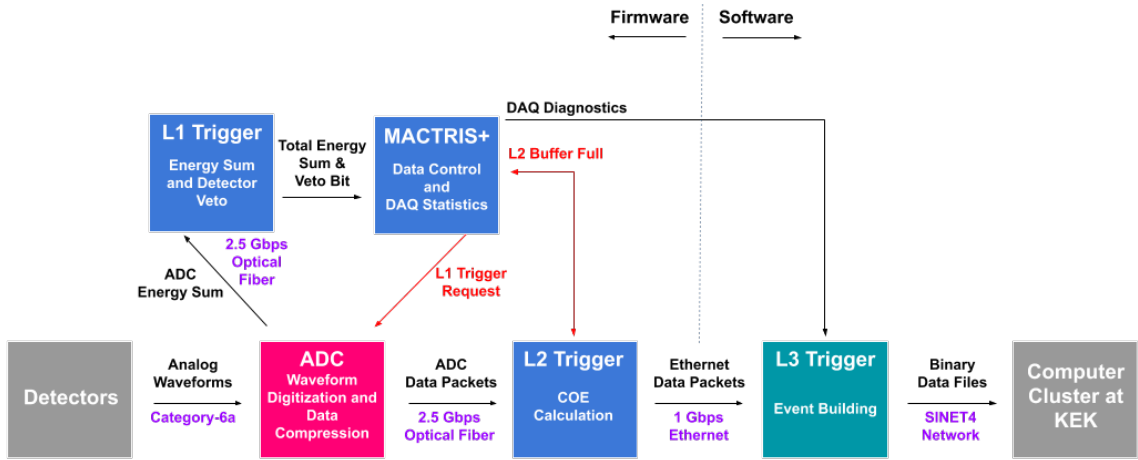 Firmware
Software
DAQ Diagnostics
L1 Trigger
Energy Sum
and Detector
Veto
Total Energy
Sum &
Veto Bit
MACTRIS+
Data Control
and
DAQ Statistics
L2 Buffer Full
2.5 Gbps
Optical
Fiber
ADC
Energy Sum
L1 Trigger
Request
Detectors
Analog
Waveforms
Category-6a
ADC
Waveform
Digitization and
Data
Compression
ADC
Data Packets
2.5 Gbps
Optical Fiber
L2 Trigger
COE
Calculation
Ethernet
Data Packets
1 Gbps
Ethernet
L3 Trigger
Event Building
Binary
Data Files
SINET4
Network
Computer
Cluster at
KEK